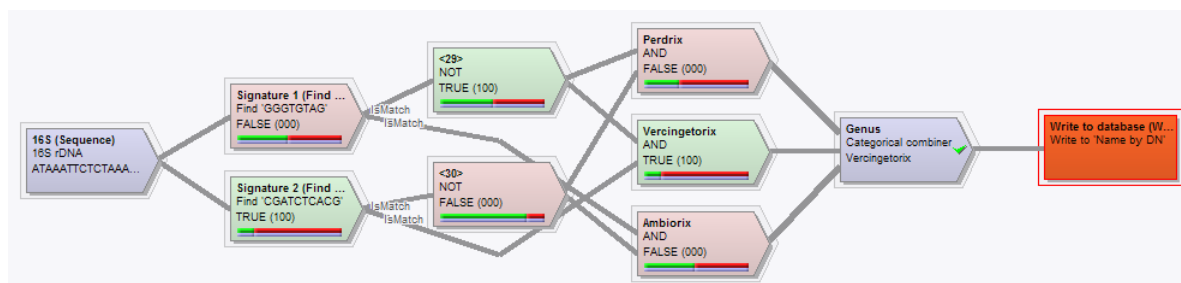 16S (Sequence)
16S rDNA
ATAAATTCTCTAAA...
Signature 1 (Find ...
Find 'GGGTGTAG'
FALSE (000)
Signature 2 (Find ...
Find 'CGATCTCACG'
TRUE (100)
IsMatch
IsMatch
IsMatch
IsMatch
<29>
NOT
TRUE (100)
<30>
NOT
FALSE (000)
Perdrix
AND
FALSE (000)
Vercingetorix
AND
TRUE (100)
Ambiorix
AND
FALSE (000)
Genus
Categorical combiner
Vercingetorix
Write to database (W...
Write to 'Name by DN'